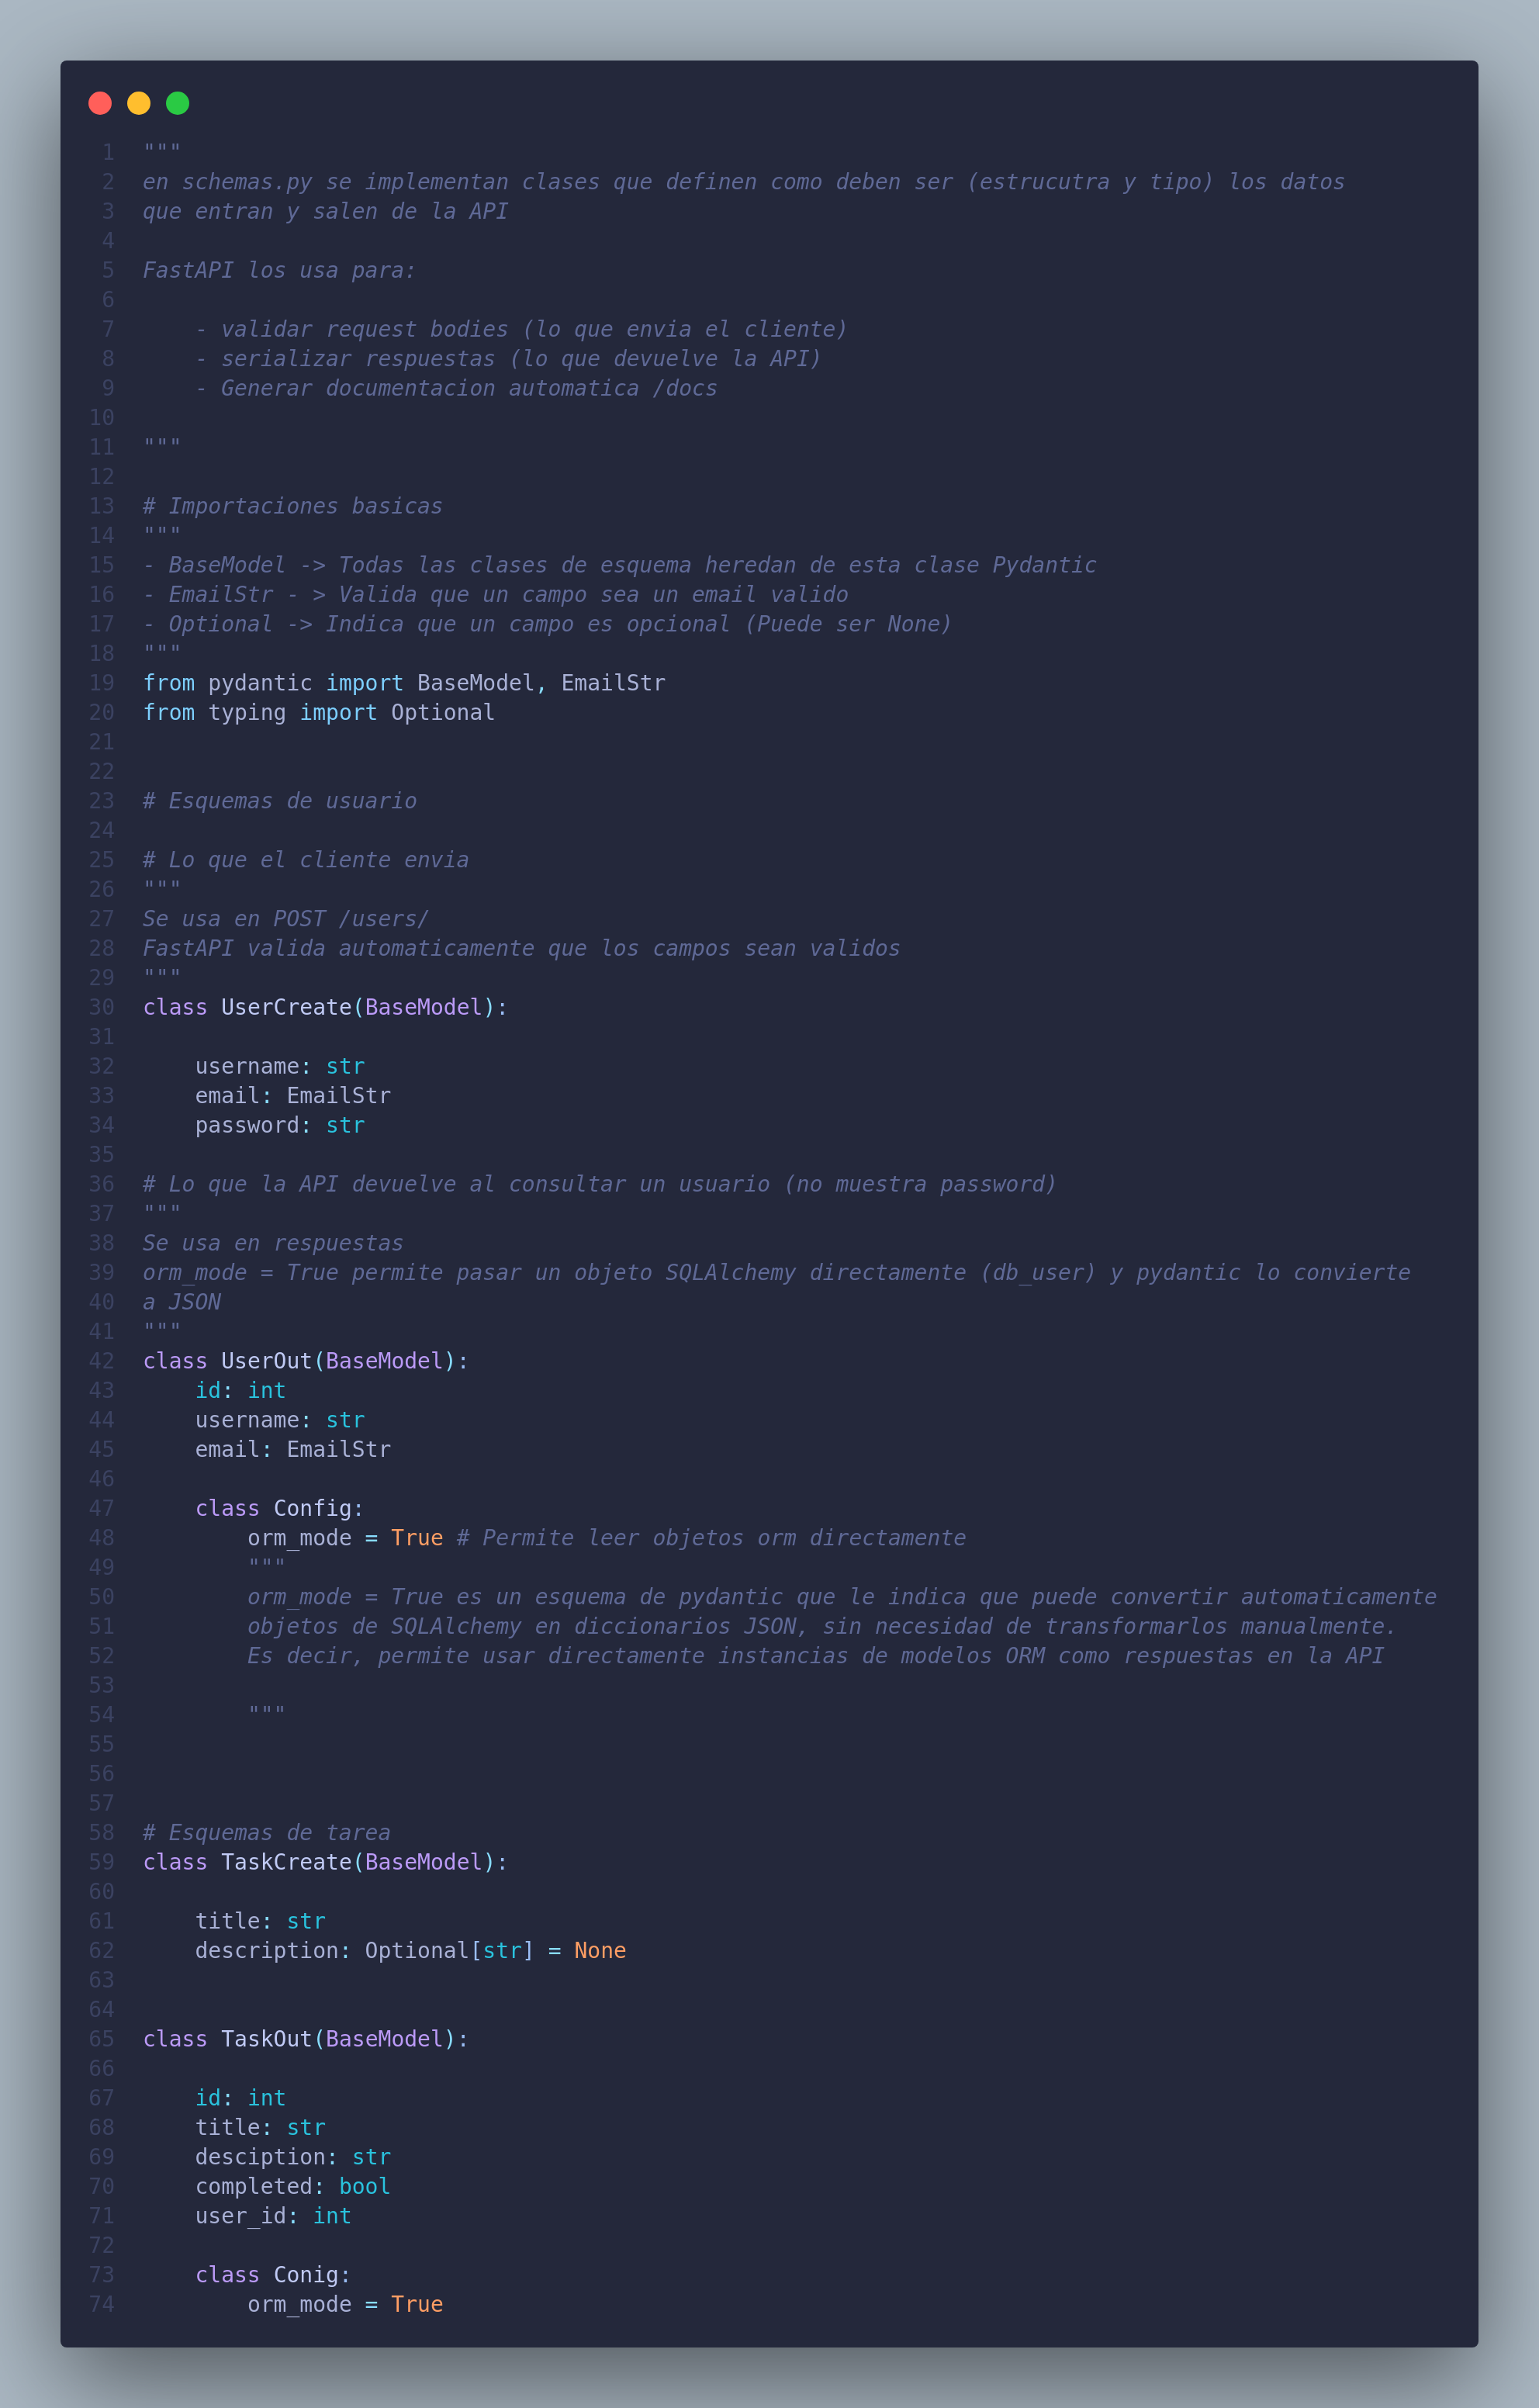 1 """
2 en schemas.py se implementan clases que definen como deben ser (estrucutra y tipo) los datos
3 que entran y salen de la API
4
5 FastAPI los usa para:
6
7     - validar request bodies (lo que envia el cliente)
8     - serializar respuestas (lo que devuelve la API)
9     - Generar documentacion automatica /docs
10
11 """
12
13 # Importaciones basicas
14 """
15 - BaseModel -> Todas las clases de esquema heredan de esta clase Pydantic
16 - EmailStr - > Valida que un campo sea un email valido
17 - Optional -> Indica que un campo es opcional (Puede ser None)
18 """
19 from pydantic import BaseModel, EmailStr
20 from typing import Optional
21
22
23 # Esquemas de usuario
24
25 # Lo que el cliente envia
26 """
27 Se usa en POST /users/
28 FastAPI valida automaticamente que los campos sean validos
29 """
30 class UserCreate(BaseModel):
31
32     username: str
33     email: EmailStr
34     password: str
35
36 # Lo que la API devuelve al consultar un usuario (no muestra password)
37 """
38 Se usa en respuestas
39 orm_mode = True permite pasar un objeto SQLAlchemy directamente (db_user) y pydantic lo convierte
40 a JSON
41 """
42 class UserOut(BaseModel):
43     id: int
44     username: str
45     email: EmailStr
46
47     class Config:
48         orm_mode = True # Permite leer objetos orm directamente
49         """
50         orm_mode = True es un esquema de pydantic que le indica que puede convertir automaticamente
51         objetos de SQLAlchemy en diccionarios JSON, sin necesidad de transformarlos manualmente.
52         Es decir, permite usar directamente instancias de modelos ORM como respuestas en la API
53
54         """
55
56
57
58 # Esquemas de tarea
59 class TaskCreate(BaseModel):
60
61     title: str
62     description: Optional[str] = None
63
64
65 class TaskOut(BaseModel):
66
67     id: int
68     title: str
69     desciption: str
70     completed: bool
71     user_id: int
72
73     class Conig:
74         orm_mode = True